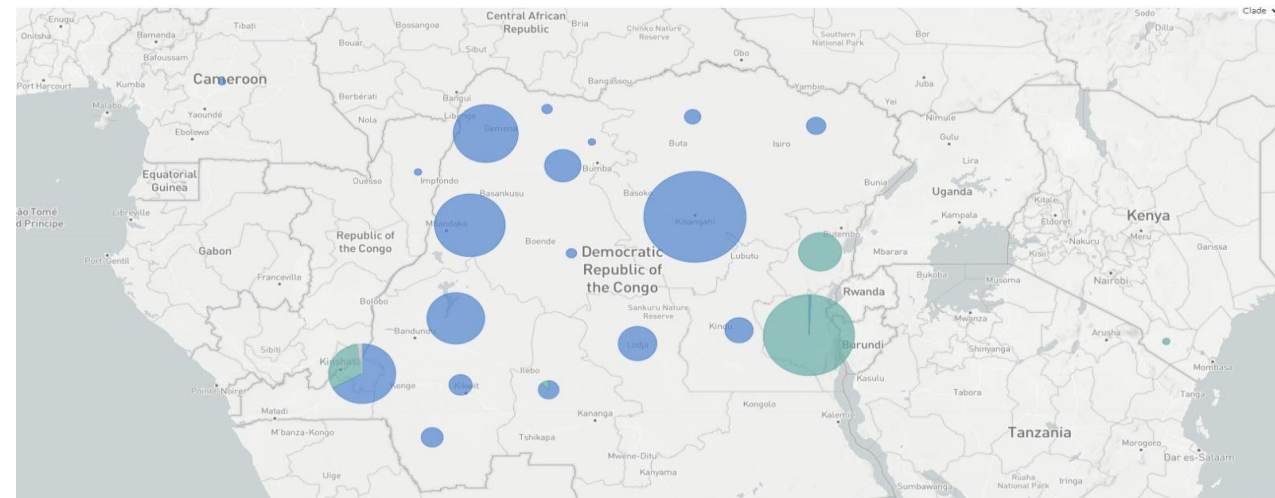 Clade
Enugu
Onitsha
Port Harcourt
Bamenda
Bafoussam
Kumba
Cameroon
Malabo
Yaoundé
Ebolowa
Tibati
Bossangoa
Bouar
Sibut
Central African
Republic
Bria
Chinko Nature
Reserve
Bangassou
Obo
Southern
National Park
Bor
Sodo
Dilla
Juba
Yambio
Yei
Berbérati
Nola
Bangui
Libenge
Gemena
Buta
Isiro
Nimule
Gulu
Lira
Equatorial
Guinea
Ouesso
Impfondo
Bumba
Basankusu
Basoko
Kisangani
Bunia
Uganda
Kampala
Kitale
Eldoret
Kenya
Meru
Nakuru
Kisii
Garissa
Nairobi
São Tomé
d Príncipe
Libreville
Gabon
Port-Gentil
Franceville
Republic of
the Congo
Mbandaka
Boende
Democratic
Republic of
the Congo
Lubutu
Butembo
Mbarara
Bukoba
Musoma
Rwanda
Bolobo
Bandundu
Sankuru Nature
Reserve
Kindu
Lodja
Burundi
Mwanza
Shinyanga
Arusha
Mombasa
Sibiti
Kinshasa
Pointe-Noire
Kenge
Kikwit
Ilebo
Kasulu
Tabora
Tanga
Matadi
M'banza-Kongo
Kananga
Tshikapa
Kongolo
Kalemi
Tanzania
Morogoro
Dar es-Salaam
Uíge
Mwene-Ditu
Kanyama
Sumbawanga
Ruaha
National Park
Iringa